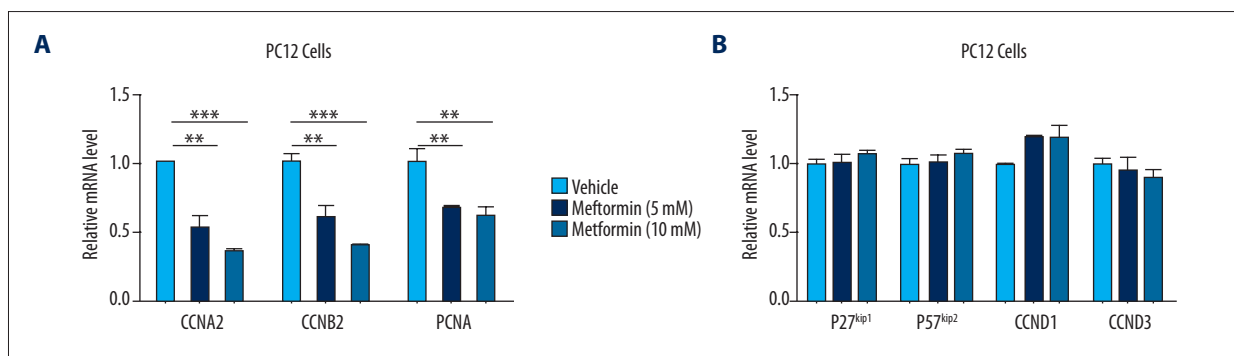 A
PC12 Cells
Relative mRNA level
1.5
1.0
0.5
0.0
*** *** **
** ** **
CCNA2 CCNB2 PCNA
Vehicle
Meftormin (5 mM)
Metformin (10 mM)
B
PC12 Cells
Relative mRNA level
1.5
1.0
0.5
0.0
P27kip1 P57kip2 CCND1 CCND3